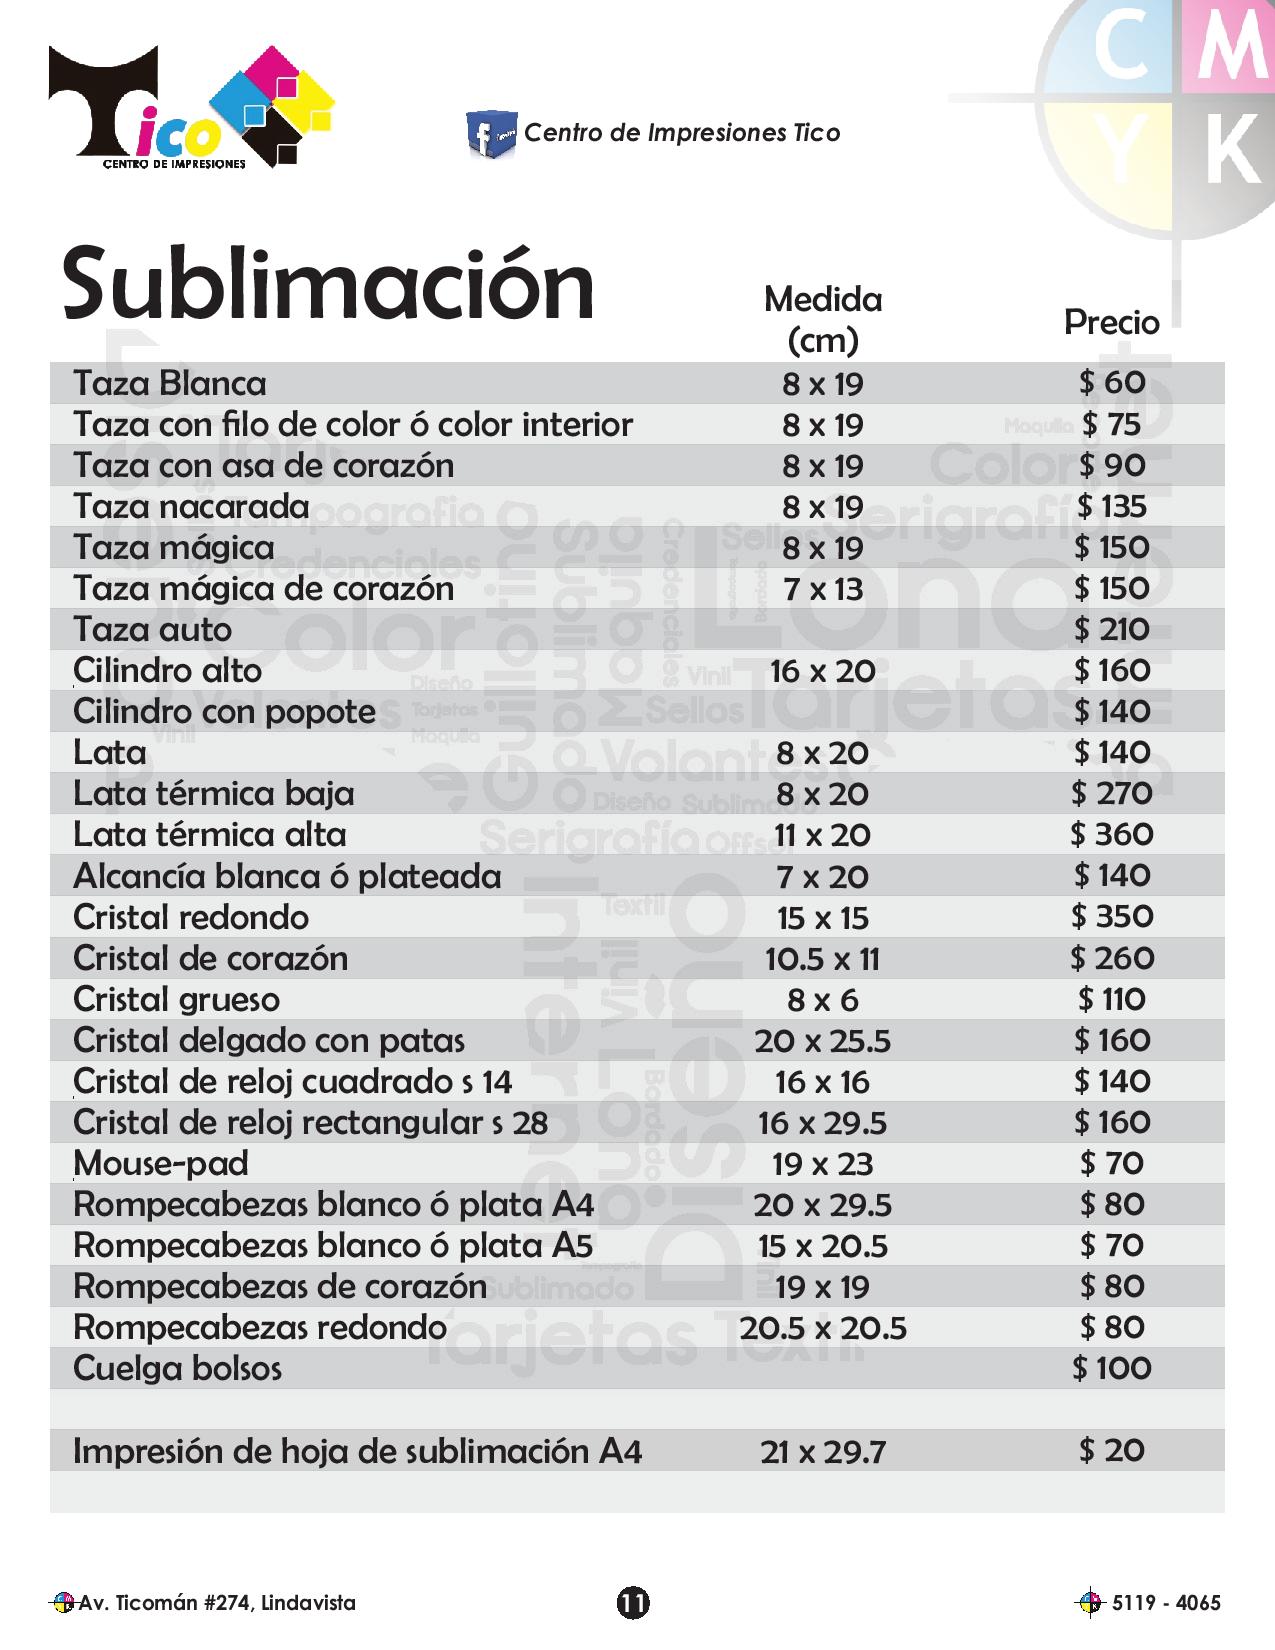 Tico
CENTRO DE IMPRESIONES
Centro de Impresiones Tico
C M
Y K
Sublimación
Medida
(cm)
Precio
Taza Blanca 8 x 19 $ 60
Taza con filo de color ó color interior 8 x 19 $ 75
Taza con asa de corazón 8 x 19 $ 90
Taza nacarada 8 x 19 $ 135
Taza mágica 8 x 19 $ 150
Taza mágica de corazón 7 x 13 $ 150
Taza auto $ 210
Cilindro alto 16 x 20 $ 160
Cilindro con popote $ 140
Lata 8 x 20 $ 140
Lata térmica baja 8 x 20 $ 270
Lata térmica alta 11 x 20 $ 360
Alcancía blanca ó plateada 7 x 20 $ 140
Cristal redondo 15 x 15 $ 350
Cristal de corazón 10.5 x 11 $ 260
Cristal grueso 8 x 6 $ 110
Cristal delgado con patas 20 x 25.5 $ 160
Cristal de reloj cuadrado s 14 16 x 16 $ 140
Cristal de reloj rectangular s 28 16 x 29.5 $ 160
Mouse-pad 19 x 23 $ 70
Rompecabezas blanco ó plata A4 20 x 29.5 $ 80
Rompecabezas blanco ó plata A5 15 x 20.5 $ 70
Rompecabezas de corazón 19 x 19 $ 80
Rompecabezas redondo 20.5 x 20.5 $ 80
Cuelga bolsos $ 100
Impresión de hoja de sublimación A4 21 x 29.7 $ 20
Av. Ticomán #274, Lindavista
11
5119 - 4065